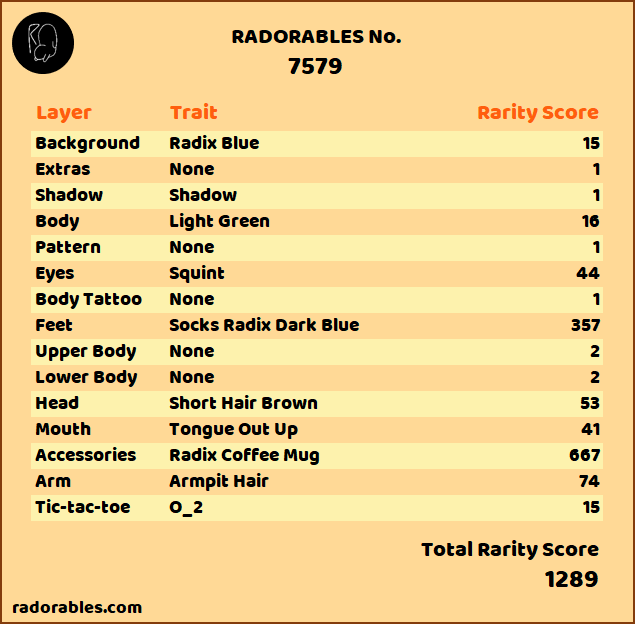 RADORABLES No.
7579
Layer Trait Rarity Score
Background Radix Blue 15
Extras None 1
Shadow Shadow 1
Body Light Green 16
Pattern None 1
Eyes Squint 44
Body Tattoo None 1
Feet Socks Radix Dark Blue 357
Upper Body None 2
Lower Body None 2
Head Short Hair Brown 53
Mouth Tongue Out Up 41
Accessories Radix Coffee Mug 667
Arm Armpit Hair 74
Tic-tac-toe O_2 15
Total Rarity Score
1289
radorables.com